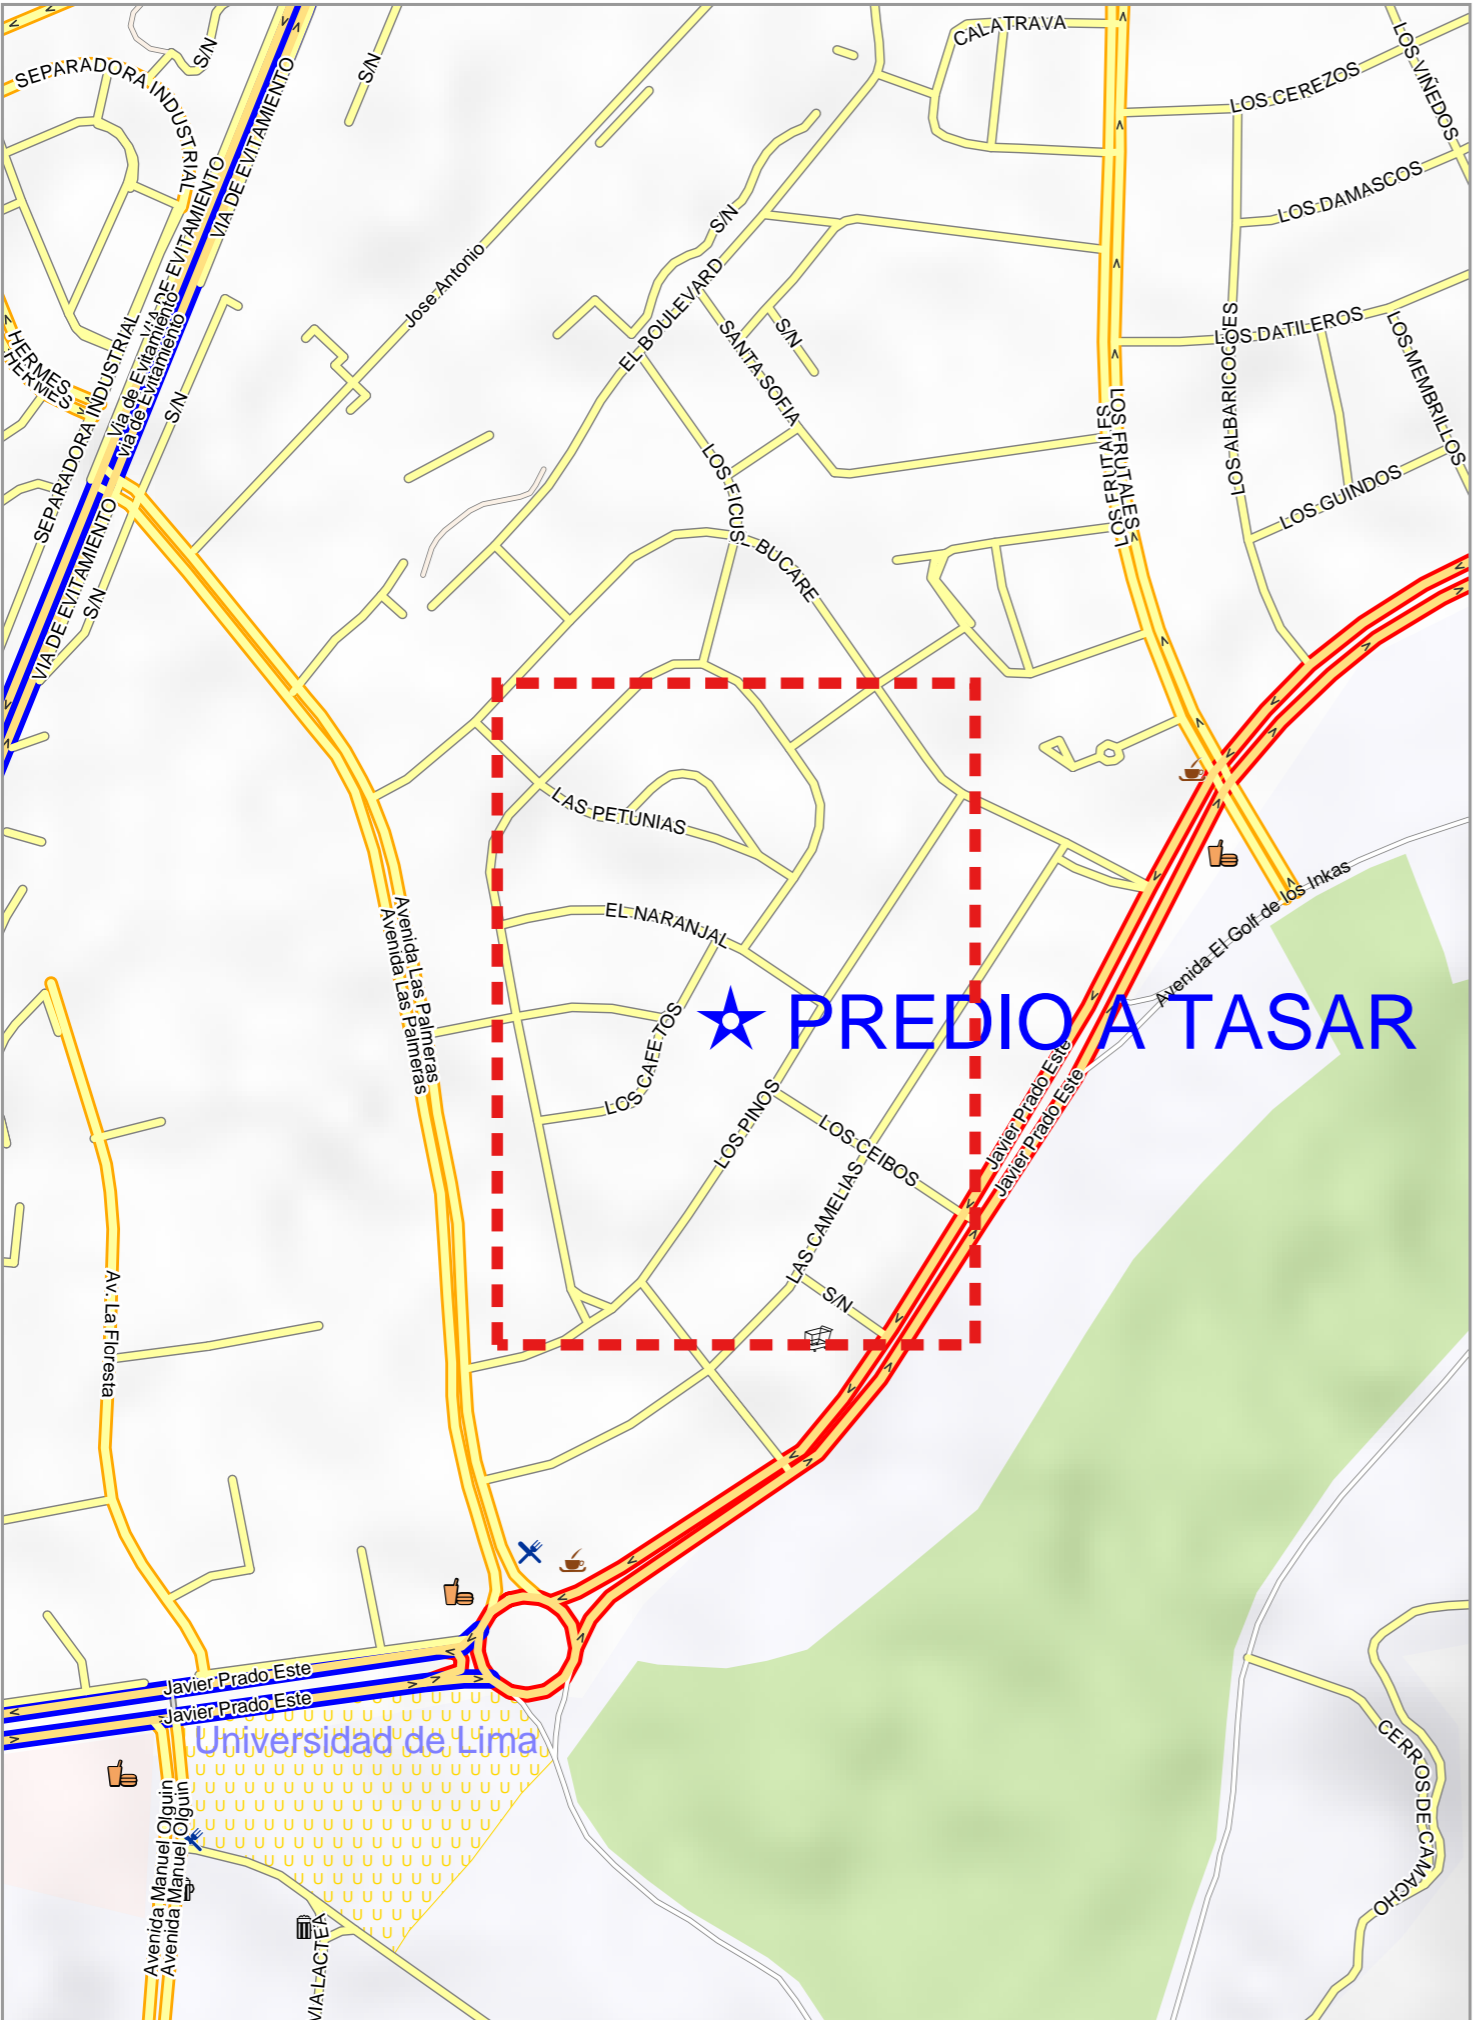 CALATRAVA
LOS VIÑEDOS
S/N
S/N
SEPARADORA INDUSTRIAL
VIA DE EVITAMIENTO
LOS CEREZOS
LOS DAMASCOS
VIA DE EVITAMIENTO
S/N
Jose Antonio
EL BOULEVARD
Via de Evitamiento
via de Evitamiento
SEPARADORA INDUSTRIAL
HERMES
HERMES
S/N
SANTA SOFIA
S/N
LOS DATILEROS
LOS ALBARICOQUES
LOS MEMBRILLOS
LOS FRUTALES
LOS FRUTALES
LOS FICUS
LOS GUINDOS
BUCARE
VIA DE EVITAMIENTO
S/N
LAS PETUNIAS
EL NARANJAL
Avenida Las Palmeras
Avenida Las Palmeras
Avenida El Golf de los Inkas
PREDIO A TASAR
LOS CAFETOS
LOS PINOS
LOS CEIBOS
Javier Prado Este
Javier Prado Este
LAS CAMELIAS
S/N
Av. La Floresta
Javier Prado Este
Javier Prado Este
Universidad de Lima
Avenida Manuel Olguin
Avenida Manuel Olguin
VIA LACTEA
CERROS DE CAMACHO